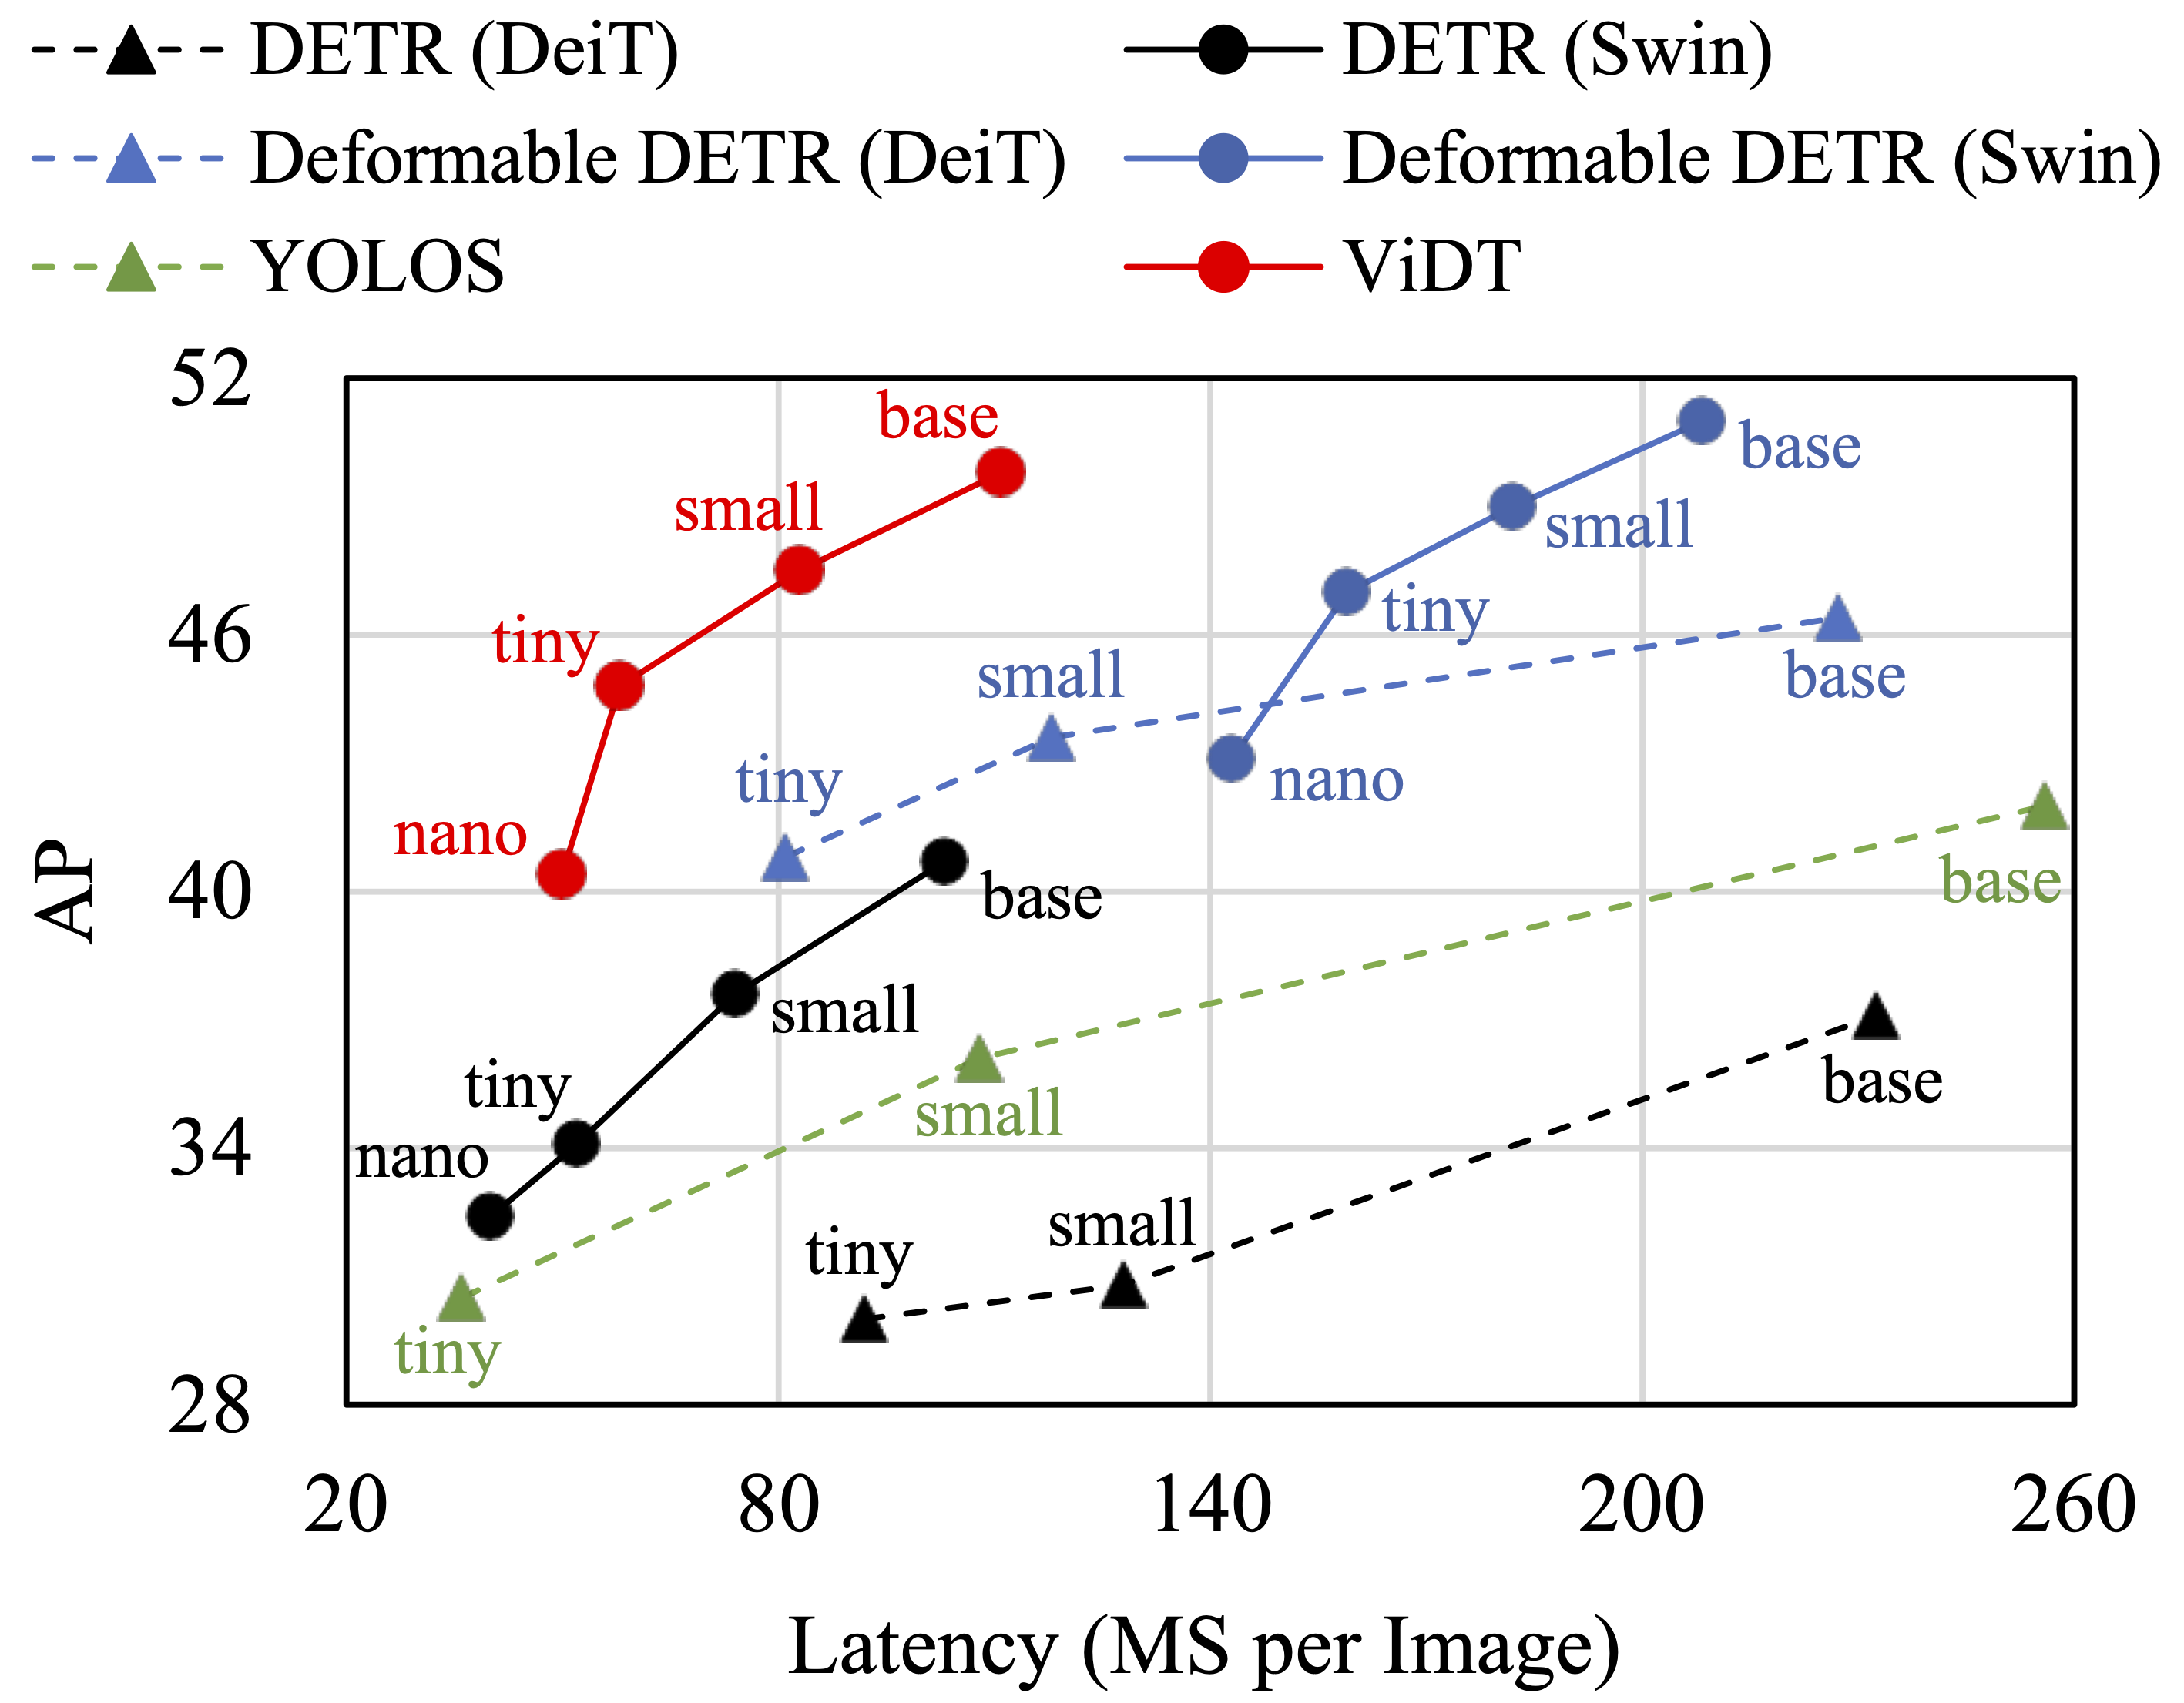 DETR (DeiT) DETR (Swin)
Deformable DETR (DeiT) Deformable DETR (Swin)
YOLOS ViDT
52
base
base
small
small
tiny
tiny
46
small
base
tiny
nano
nano
base
AP
40
base
small
tiny
base
small
34
nano
small
tiny
tiny
28
20 80 140 200 260
Latency (MS per Image)